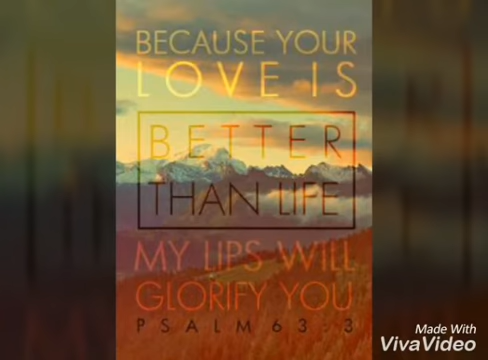 BECAUSE YOUR
LOVE IS
BETTER
THAN LIFE
MY LIPS WILL
GLORIFY YOU
PSALM 63:3
Made With
VivaVideo